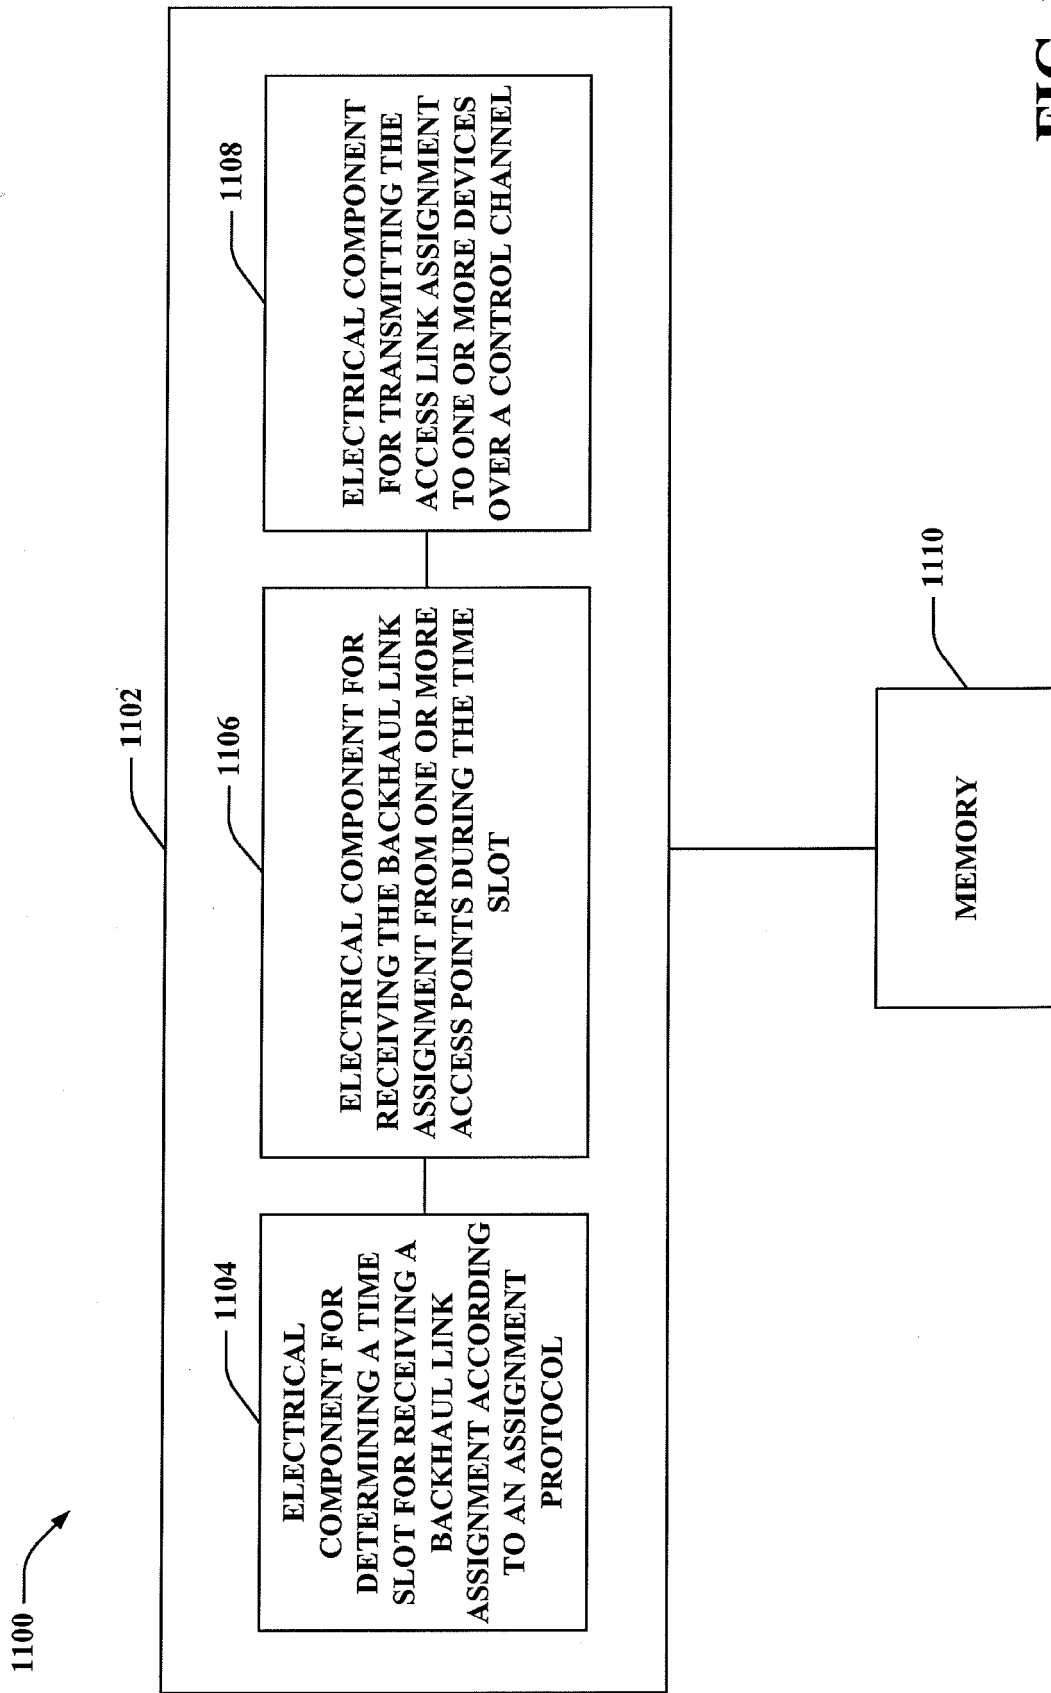 1100
1102
1104
ELECTRICAL
COMPONENT FOR
DETERMINING A TIME
SLOT FOR RECEIVING A
BACKHAUL LINK
ASSIGNMENT ACCORDING
TO AN ASSIGNMENT
PROTOCOL
1106
ELECTRICAL COMPONENT FOR
RECEIVING THE BACKHAUL LINK
ASSIGNMENT FROM ONE OR MORE
ACCESS POINTS DURING THE TIME
SLOT
1108
ELECTRICAL COMPONENT
FOR TRANSMITTING THE
ACCESS LINK ASSIGNMENT
TO ONE OR MORE DEVICES
OVER A CONTROL CHANNEL
1110
MEMORY
FIG